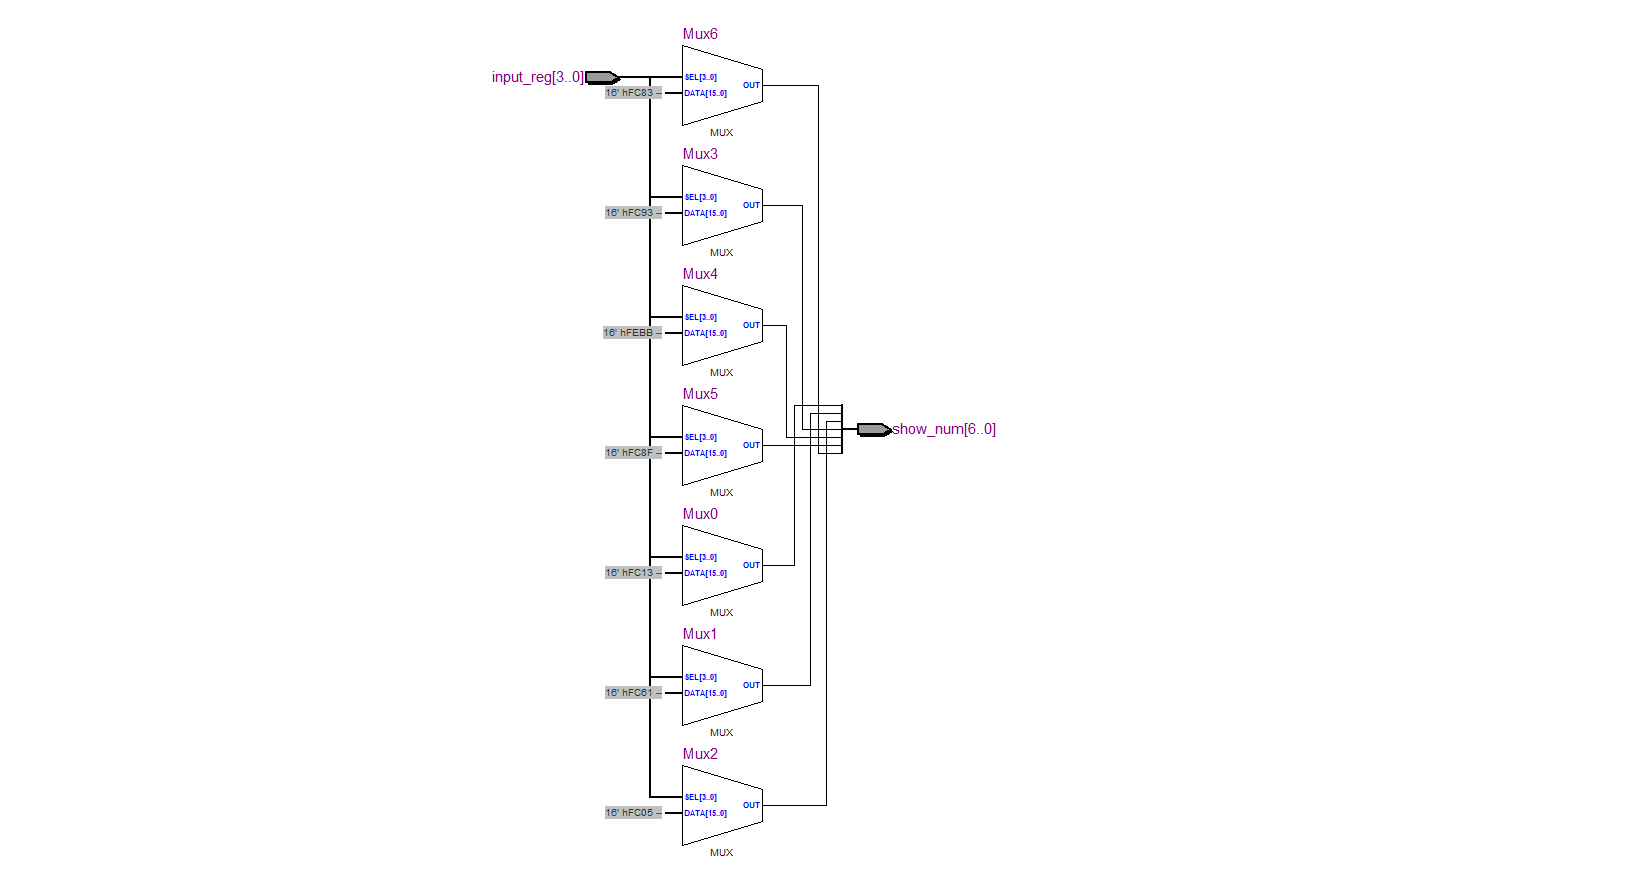 Mux6
input_reg[3..0]
SEL[3..0]
OUT
16' hFC83 --
DATA[15..0]
MUX
Mux3
SEL[3..0]
OUT
16' hFC93 --
DATA[15..0]
MUX
Mux4
SEL[3..0]
OUT
16' hFEBB --
DATA[15..0]
MUX
Mux5
SEL[3..0]
OUT
16' hFC8F --
DATA[15..0]
MUX
show_num[6..0]
Mux0
SEL[3..0]
OUT
16' hFC13 --
DATA[15..0]
MUX
Mux1
SEL[3..0]
OUT
16' hFC61 --
DATA[15..0]
MUX
Mux2
SEL[3..0]
OUT
16' hFC05 --
DATA[15..0]
MUX